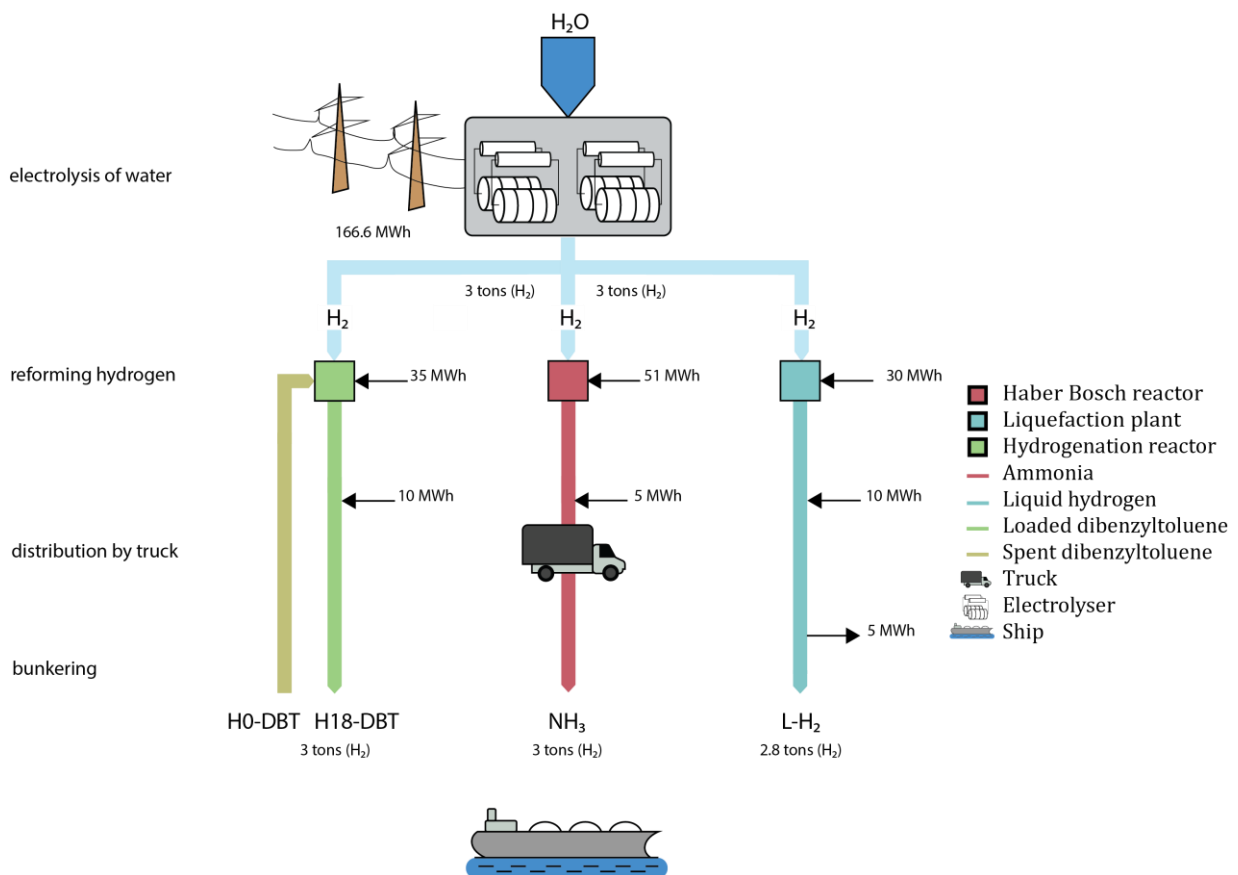 H₂O
electrolysis of water
166.6 MWh
3 tons (H₂) 3 tons (H₂)
H₂ H₂ H₂
reforming hydrogen
35 MWh 51 MWh 30 MWh
10 MWh 5 MWh 10 MWh
distribution by truck
5 MWh
bunkering
H0-DBT H18-DBT NH₃ L-H₂
3 tons (H₂) 3 tons (H₂) 2.8 tons (H₂)
Haber Bosch reactor
Liquefaction plant
Hydrogenation reactor
Ammonia
Liquid hydrogen
Loaded dibenzyltoluene
Spent dibenzyltoluene
Truck
Electrolyser
Ship